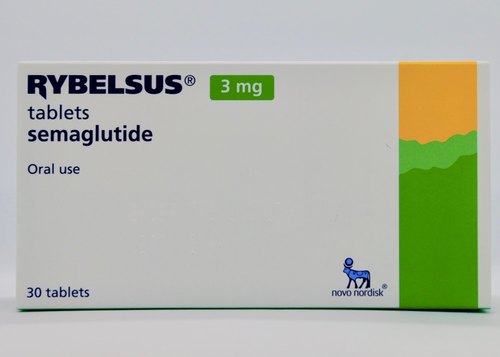 RYBELSUS® 3 mg
tablets
semaglutide
Oral use
30 tablets
novo nordisk®